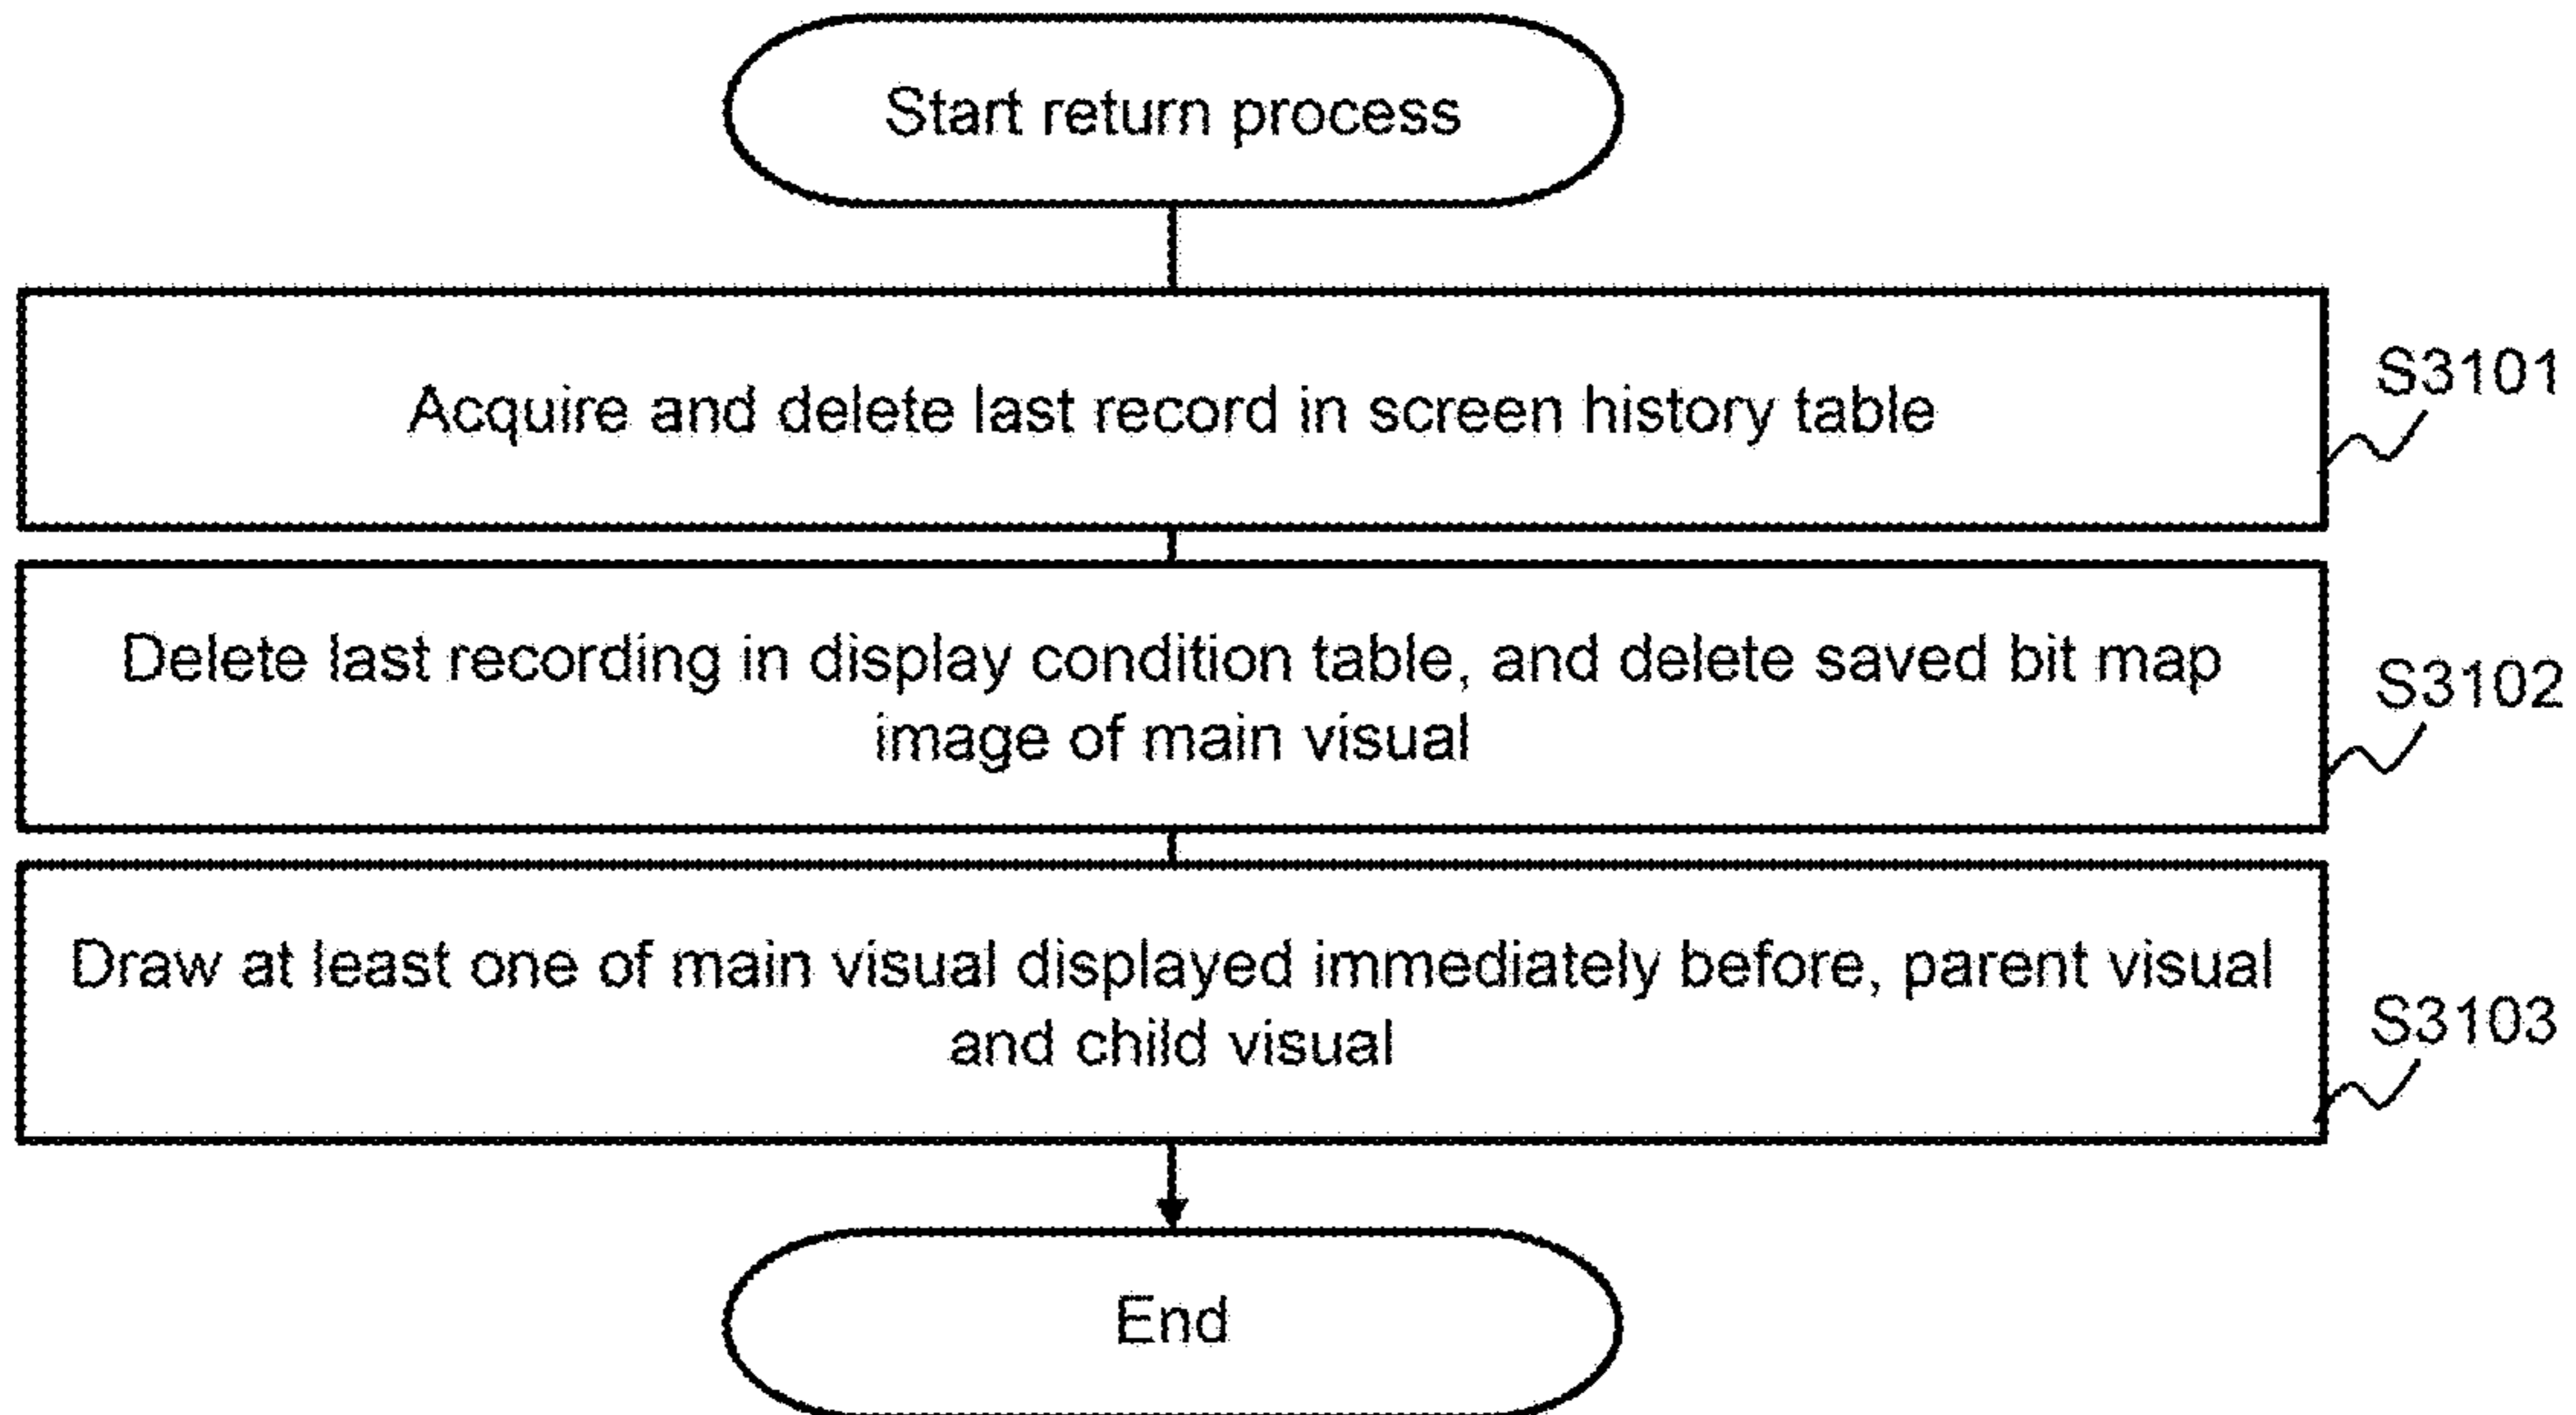 Start return process
Acquire and delete last record in screen history table
S3101
Delete last recording in display condition table, and delete saved bit map
image of main visual
S3102
Draw at least one of main visual displayed immediately before, parent visual
and child visual
S3103
End